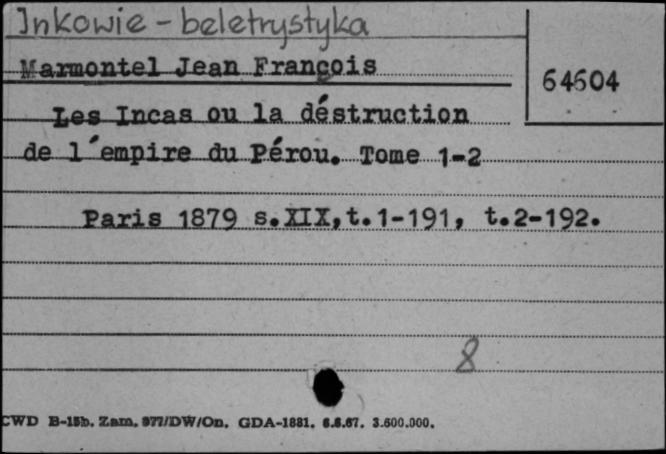 Inkowie - beletrystyka
Marmontel Jean François
64604
Les Incas ou la déstruction
de l'empire du Pérou. Tome 1-2
Paris 1879 s.XIX, t.1-191, t.2-192.
8
CWD B-15b. Zam. 977/DW/On. GDA-1881. 6.6.67. 3.600.000.